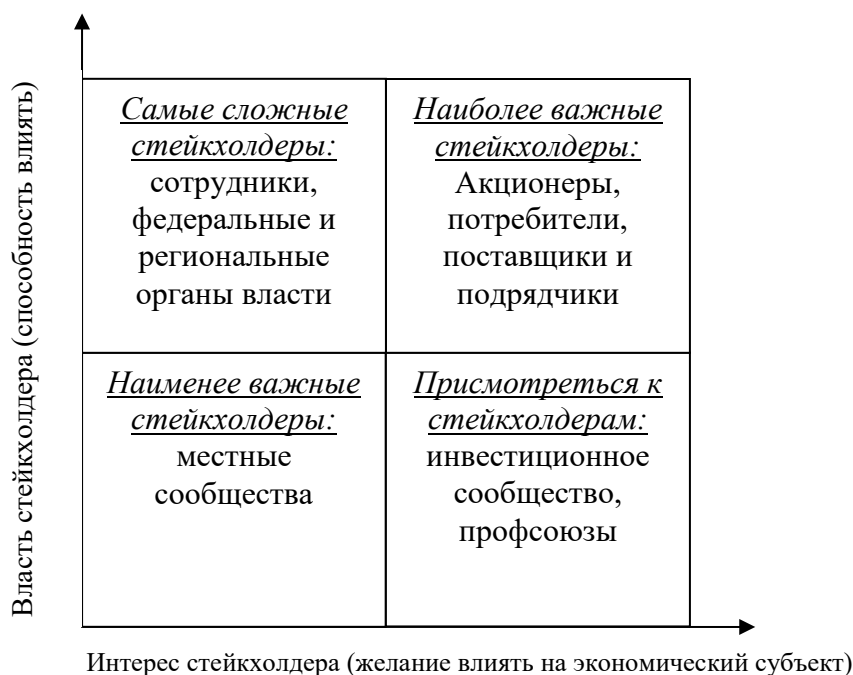 Власть стейкхолдера (способность влиять)
Самые сложные
стейкхолдеры:
сотрудники,
федеральные и
региональные
органы власти
Наиболее важные
стейкхолдеры:
Акционеры,
потребители,
поставщики и
подрядчики
Наименее важные
стейкхолдеры:
местные
сообщества
Присмотреться к
стейкхолдерам:
инвестиционное
сообщество,
профсоюзы
Интерес стейкхолдера (желание влиять на экономический субъект)